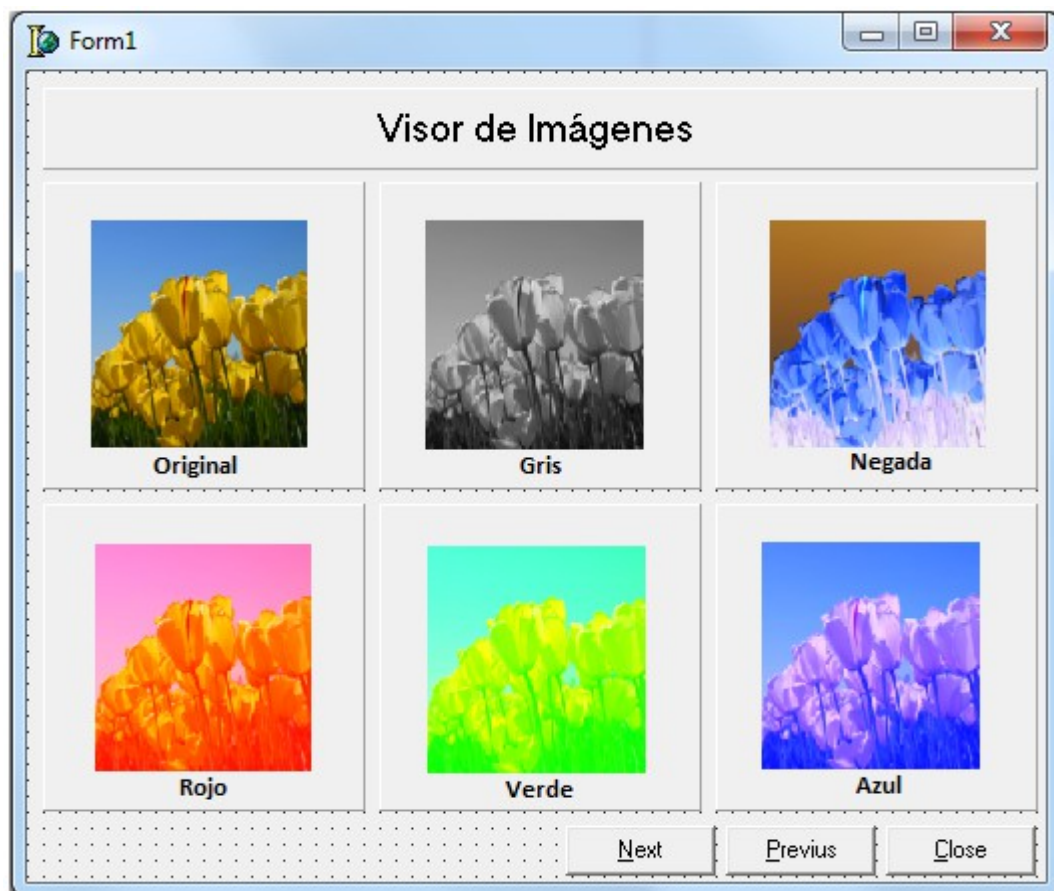 Form1
Visor de Imágenes
Original
Gris
Negada
Rojo
Verde
Azul
Next
Previus
Close